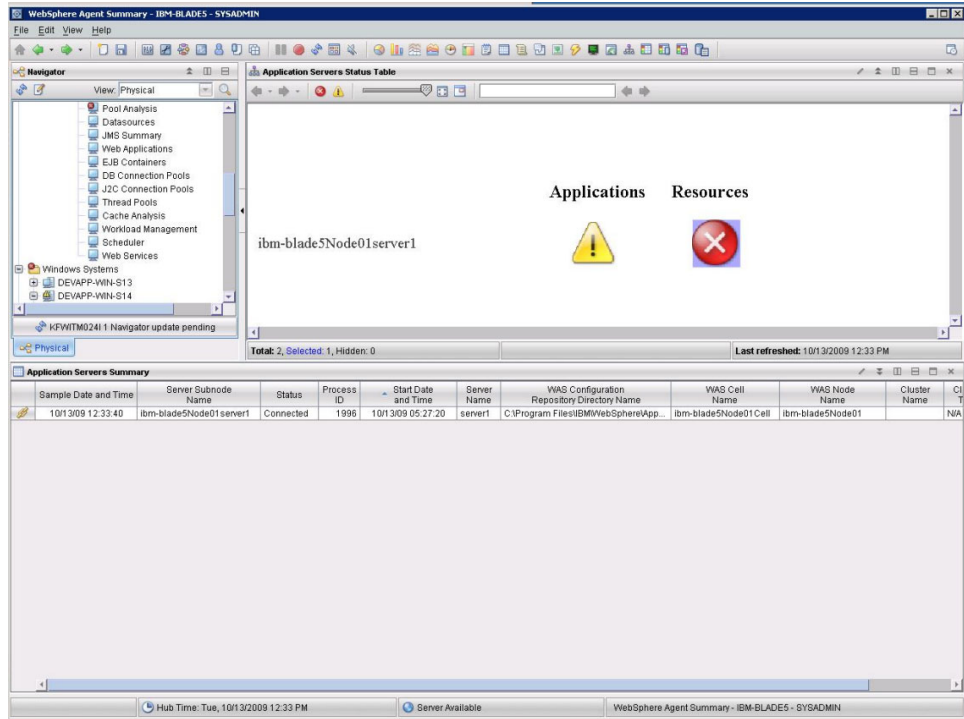 WebSphere Agent Summary - IBM-BLADE5 - SYSADMIN
File Edit View Help
Navigator
View: Physical
Pool Analysis
Datasources
JMS Summary
Web Applications
EJB Containers
DB Connection Pools
J2C Connection Pools
Thread Pools
Cache Analysis
Workload Management
Scheduler
Web Services
Windows Systems
DEVAPP-WIN-S13
DEVAPP-WIN-S14
KFWITM024I 1 Navigator update pending
Physical
Application Servers Status Table
Applications Resources
ibm-blade5Node01server1
Total: 2, Selected: 1, Hidden: 0
Last refreshed: 10/13/2009 12:33 PM
Application Servers Summary
Sample Date and Time Server Subnode Name Status Process ID Start Date and Time Server Name WAS Configuration Repository Directory Name WAS Cell Name WAS Node Name Cluster Name Cl T
10/13/09 12:33:40 ibm-blade5Node01server1 Connected 1996 10/13/09 05:27:20 server1 C:\Program Files\IBM\WebSphere\App... ibm-blade5Node01Cell ibm-blade5Node01 N/A
Hub Time: Tue, 10/13/2009 12:33 PM
Server Available
WebSphere Agent Summary - IBM-BLADE5 - SYSADMIN